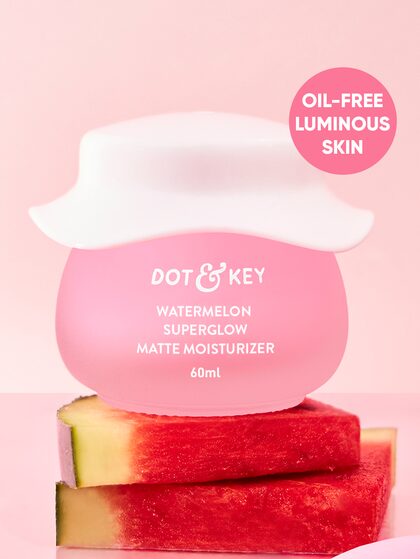 OIL-FREE
LUMINOUS
SKIN
DOT & KEY
WATERMELON
SUPERGLOW
MATTE MOISTURIZER
60ml